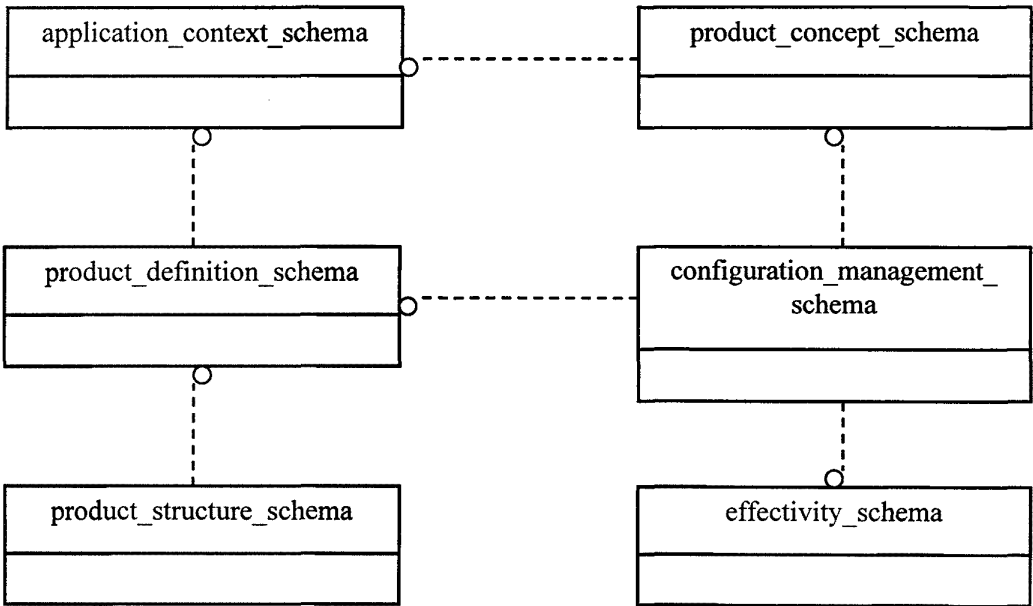 application_context_schema
product_concept_schema
product_definition_schema
configuration_management_
schema
product_structure_schema
effectivity_schema